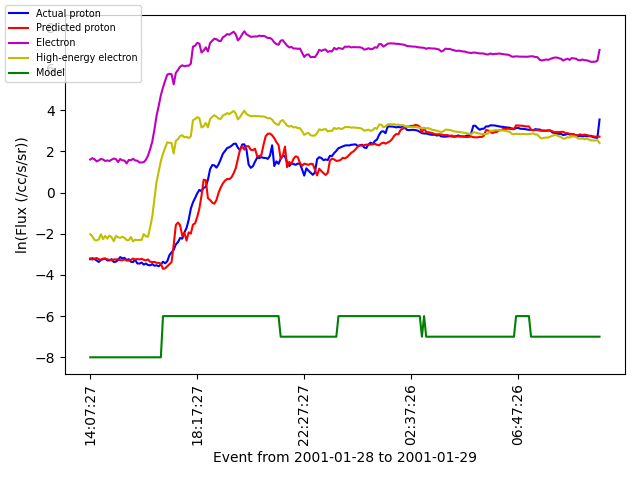 Actual proton
Predicted proton
Electron
High-energy electron
Model
ln(Flux (/cc/s/sr))
4
2
0
−2
−4
−6
−8
14:07:27
18:17:27
22:27:27
02:37:26
06:47:26
Event from 2001-01-28 to 2001-01-29